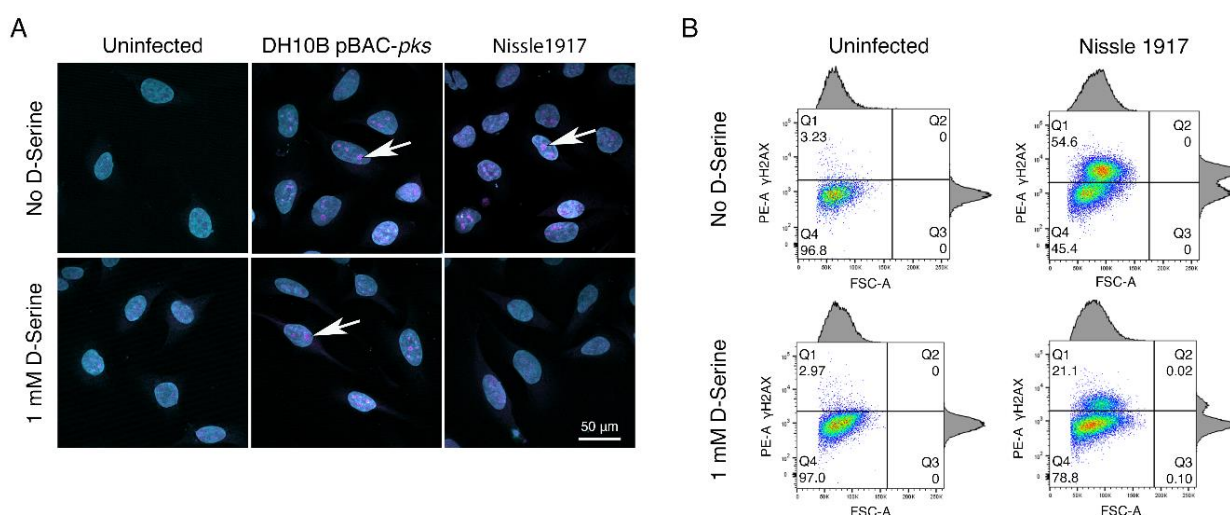 A
Uninfected
DH10B pBAC-pks
Nissle1917
No D-Serine
1 mM D-Serine
50 µm
B
Uninfected
Nissle 1917
No D-Serine
Q1
3.23
Q2
0
Q4
96.8
Q3
0
PE-A γH2AX
FSC-A
Q1
54.6
Q2
0
Q4
45.4
Q3
0
PE-A γH2AX
FSC-A
1 mM D-Serine
Q1
2.97
Q2
0
Q4
97.0
Q3
0
PE-A γH2AX
FSC-A
Q1
21.1
Q2
0.02
Q4
78.8
Q3
0.10
PE-A γH2AX
FSC-A